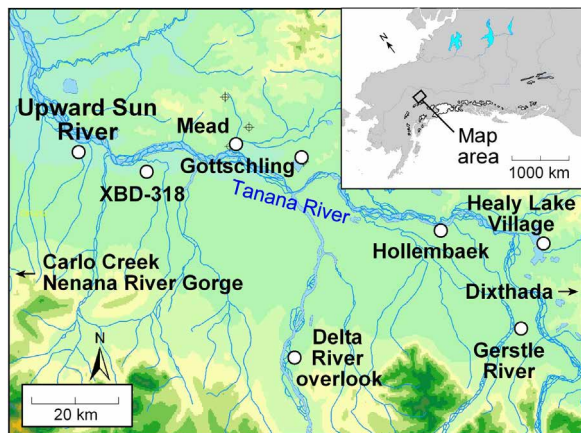 N
Map
area
1000 km
Upward Sun
River
Mead
Gottschling
XBD-318
Tanana River
Healy Lake
Village
Hollembaek
Carlo Creek
Nenana River Gorge
Dixthada
N
20 km
Delta
River
overlook
Gerstle
River